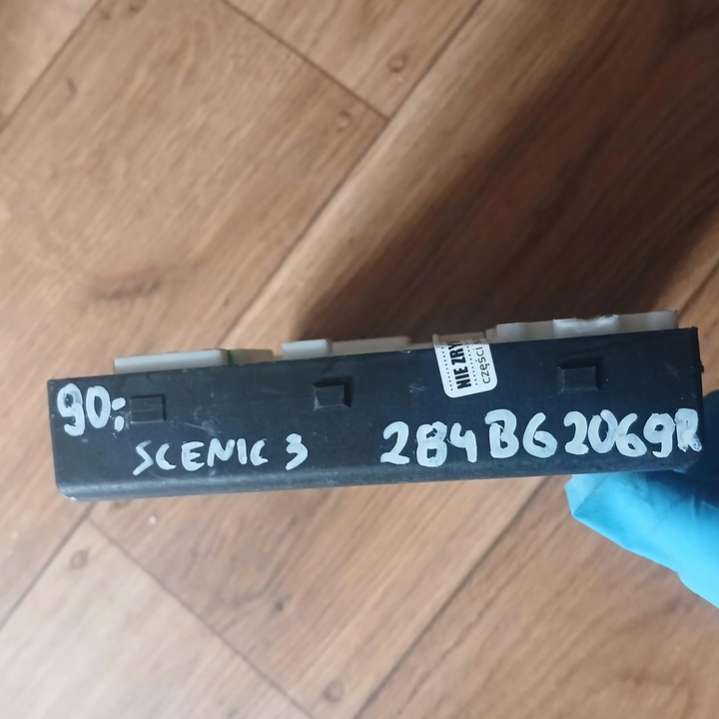 90:
SCENIC 3
284B62069R
NIE ZRY
części